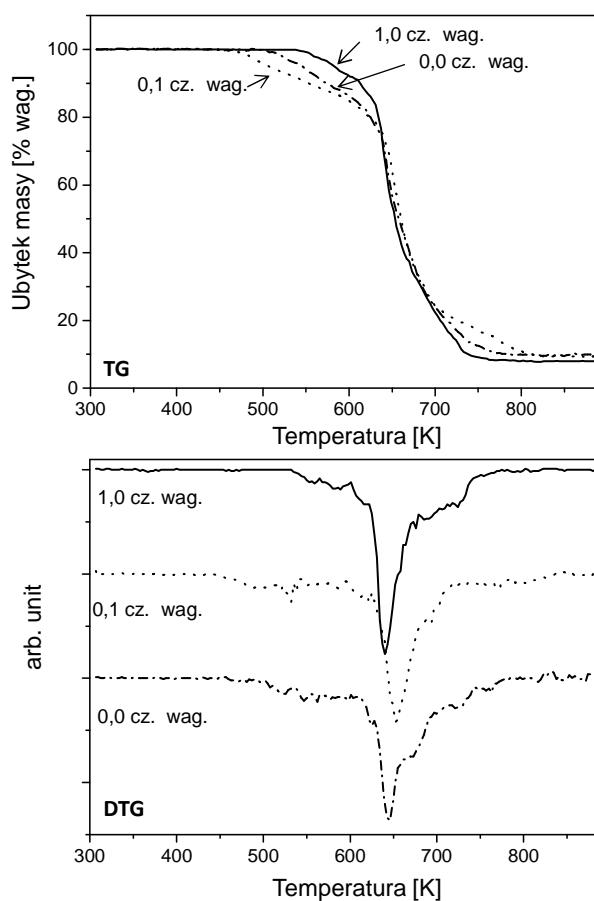 100
80
60
40
20
0
Ubytek masy [% wag.]
1,0 cz. wag.
0,0 cz. wag.
0,1 cz. wag.
TG
300 400 500 600 700 800
Temperatura [K]
1,0 cz. wag.
0,1 cz. wag.
0,0 cz. wag.
arb. unit
DTG
300 400 500 600 700 800
Temperatura [K]